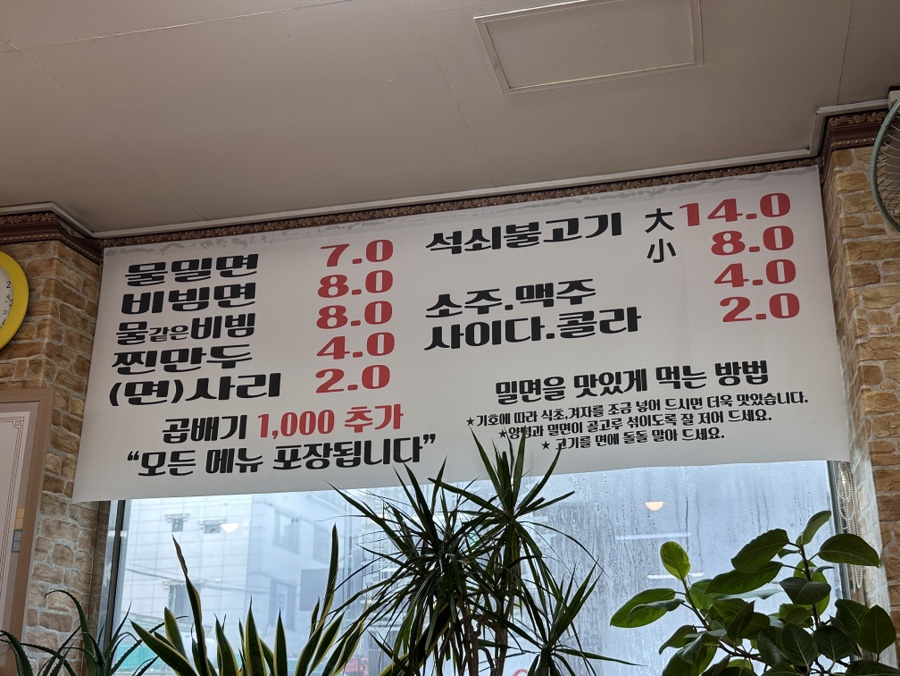 물밀면 7.0
비빔면 8.0
물같은비빔 8.0
찐만두 4.0
(면)사리 2.0
곱배기 1,000 추가
“모든 메뉴 포장됩니다”
석쇠불고기 大 14.0
小 8.0
소주.맥주 4.0
사이다.콜라 2.0
밀면을 맛있게 먹는 방법
★기호에 따라 식초,겨자를 조금 넣어 드시면 더욱 맛있습니다.
★양념과 밀면이 골고루 섞이도록 잘 저어 드세요.
★ 고기를 면에 돌돌 말아 드세요.